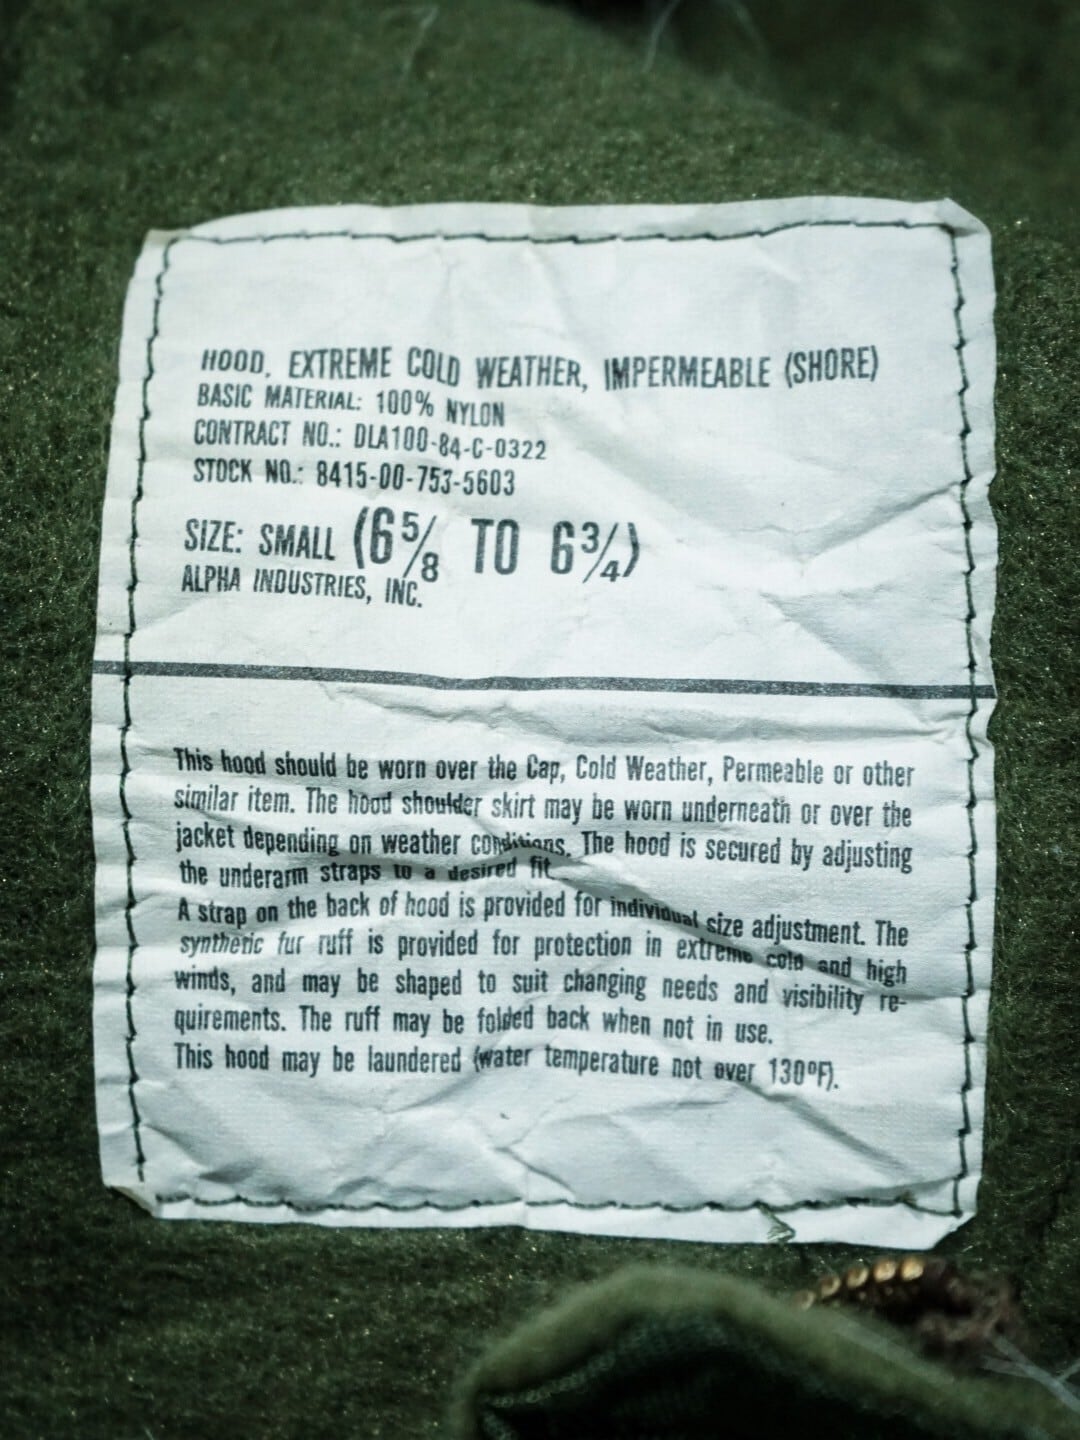 HOOD, EXTREME COLD WEATHER, IMPERMEABLE (SHORE)
BASIC MATERIAL: 100% NYLON
CONTRACT NO.: DLA100-84-C-0322
STOCK NO.: 8415-00-753-5603
SIZE: SMALL (6 5/8 TO 6 3/4)
ALPHA INDUSTRIES, INC.
This hood should be worn over the Cap, Cold Weather, Permeable or other
similar item. The hood shoulder skirt may be worn underneath or over the
jacket depending on weather conditions. The hood is secured by adjusting
the underarm straps to a desired fit.
A strap on the back of hood is provided for individual size adjustment. The
synthetic fur ruff is provided for protection in extreme cold and high
winds, and may be shaped to suit changing needs and visibility re-
quirements. The ruff may be folded back when not in use.
This hood may be laundered (water temperature not over 130ºF).